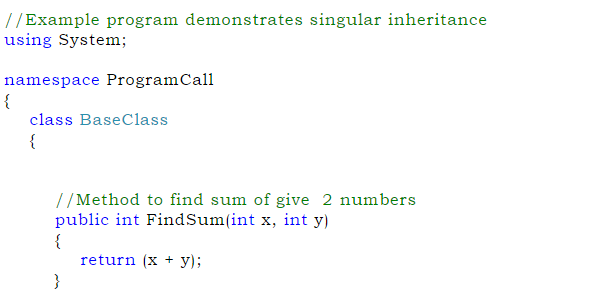 //Example program demonstrates singular inheritance
using System;
namespace ProgramCall
{
class BaseClass
{
//Method to find sum of give  2 numbers
public int FindSum(int x, int y)
{
return (x + y);
}